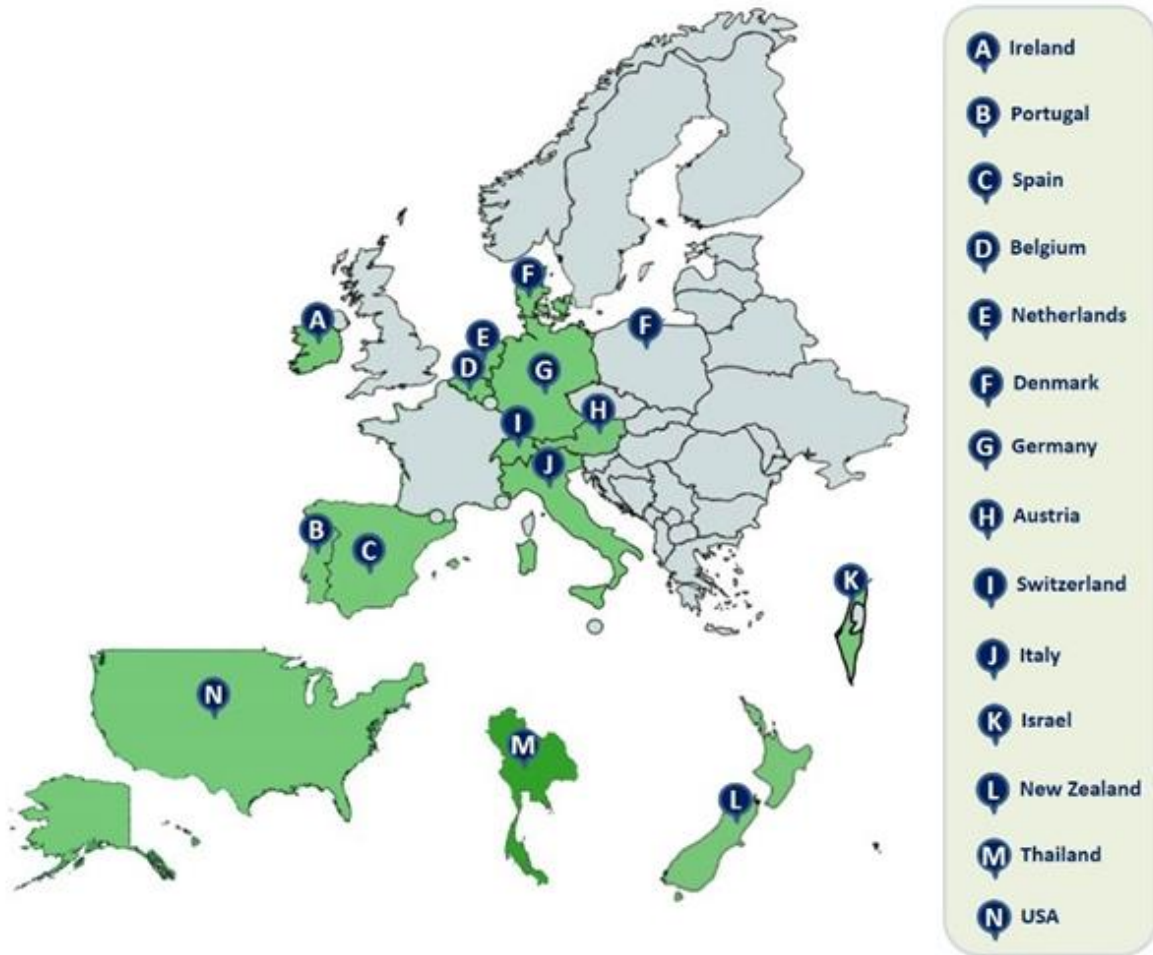 A Ireland
B Portugal
C Spain
D Belgium
E Netherlands
F Denmark
G Germany
H Austria
I Switzerland
J Italy
K Israel
L New Zealand
M Thailand
N USA
F
A
E
F
D
G
H
I
J
B
C
K
N
M
L